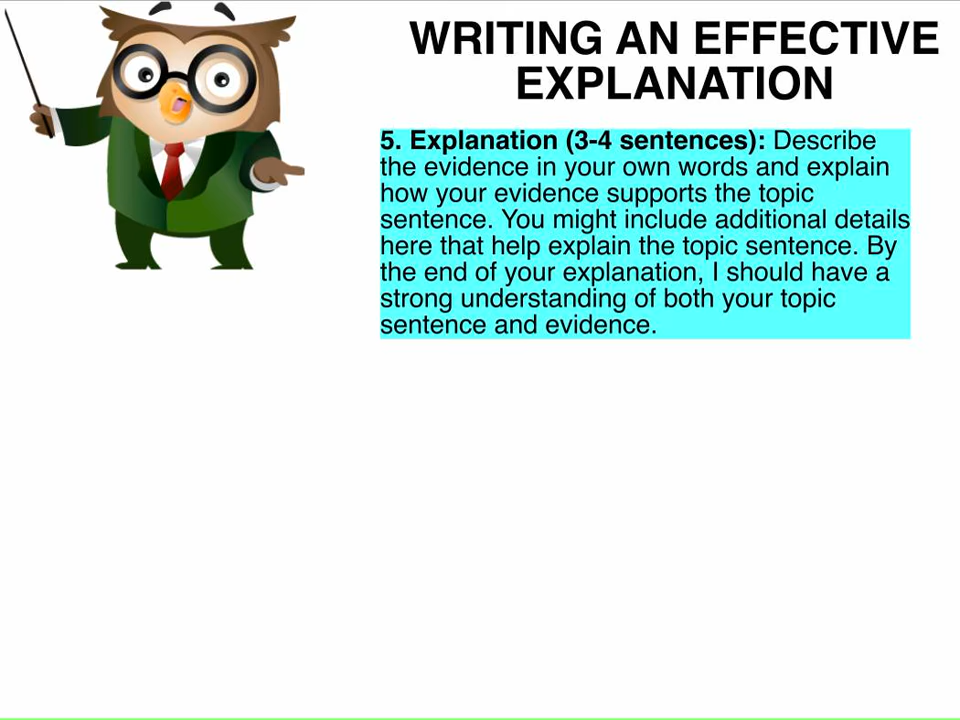 WRITING AN EFFECTIVE
EXPLANATION
5. Explanation (3-4 sentences): Describe
the evidence in your own words and explain
how your evidence supports the topic
sentence. You might include additional details
here that help explain the topic sentence. By
the end of your explanation, I should have a
strong understanding of both your topic
sentence and evidence.